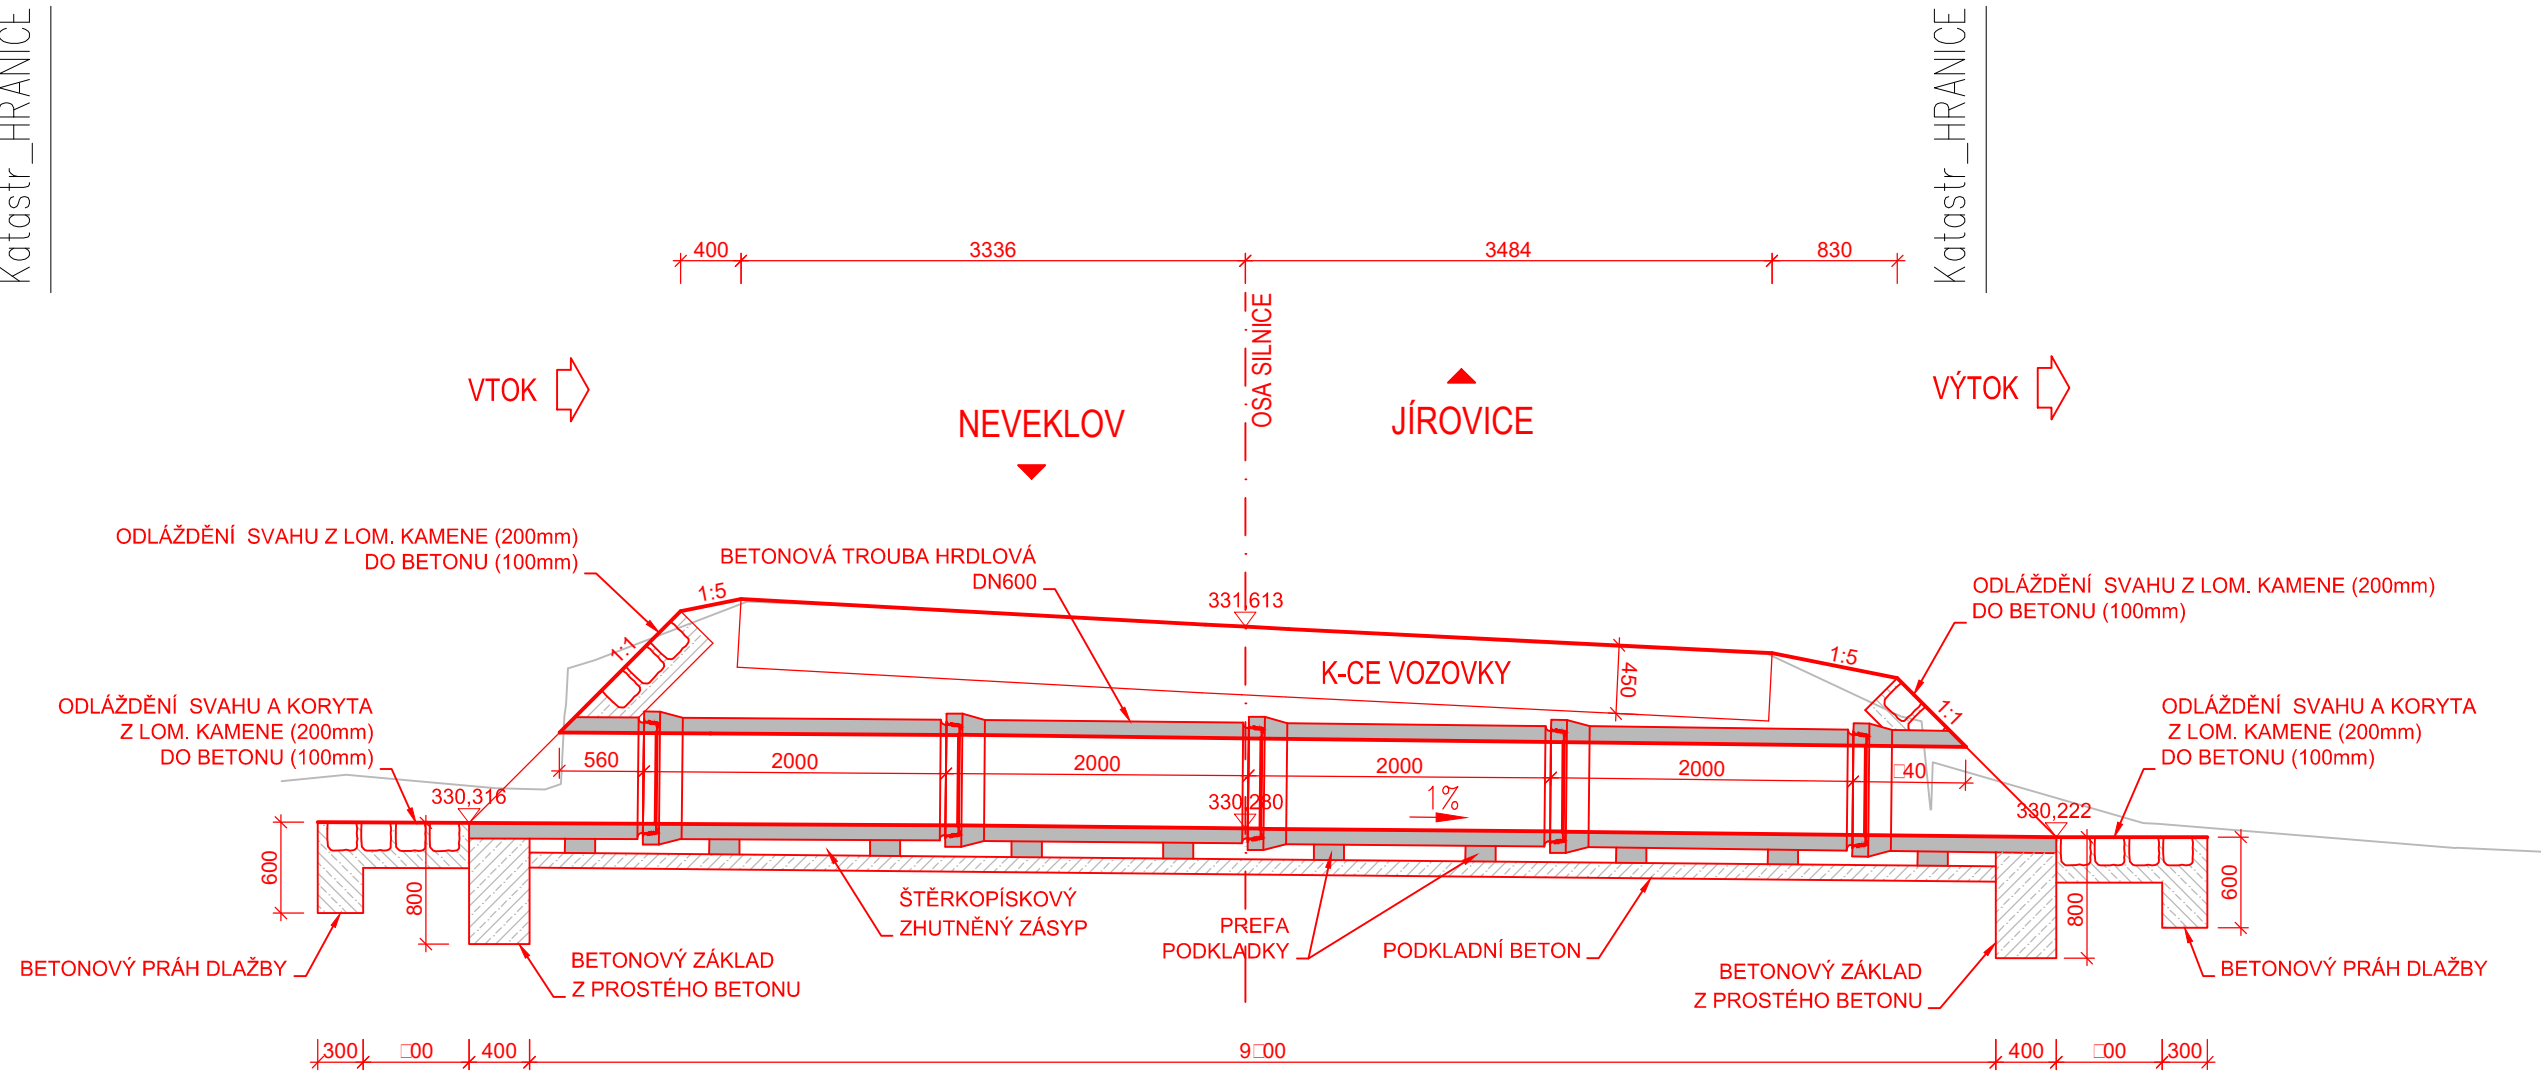 Katastr_HRANICE
Katastr_HRANICE
400
3336
3484
830
OSA SILNICE
VTOK
NEVEKLOV
JÍROVICE
VÝTOK
ODLÁŽDĚNÍ SVAHU Z LOM. KAMENE (200mm)
DO BETONU (100mm)
BETONOVÁ TROUBA HRDLOVÁ
DN600
ODLÁŽDĚNÍ SVAHU Z LOM. KAMENE (200mm)
DO BETONU (100mm)
1:5
331,613
1:1
K-CE VOZOVKY
450
1:5
1:1
ODLÁŽDĚNÍ SVAHU A KORYTA
Z LOM. KAMENE (200mm)
DO BETONU (100mm)
ODLÁŽDĚNÍ SVAHU A KORYTA
Z LOM. KAMENE (200mm)
DO BETONU (100mm)
560
2000
2000
2000
2000
□40
330,316
330,280
1%
330,222
600
800
800
600
ŠTĚRKOPÍSKOVÝ
ZHUTNĚNÝ ZÁSYP
PREFA
PODKLADKY
PODKLADNÍ BETON
BETONOVÝ PRÁH DLAŽBY
BETONOVÝ ZÁKLAD
Z PROSTÉHO BETONU
BETONOVÝ ZÁKLAD
Z PROSTÉHO BETONU
BETONOVÝ PRÁH DLAŽBY
300
□00
400
9□00
400
□00
300